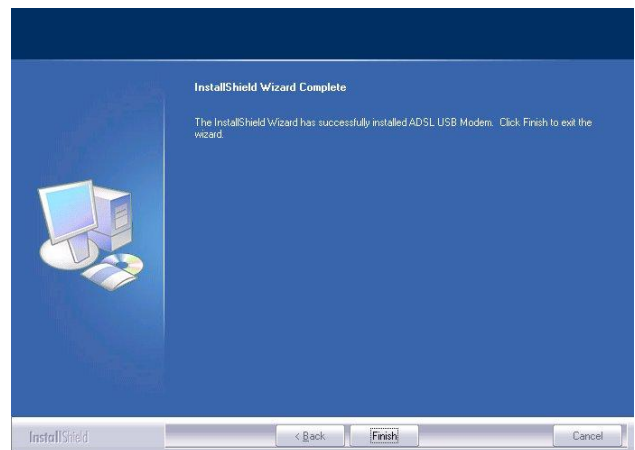 InstallShield Wizard Complete
The InstallShield Wizard has successfully installed ADSL USB Modem. Click Finish to exit the
wizard.
InstallShield
< Back
Finish
Cancel